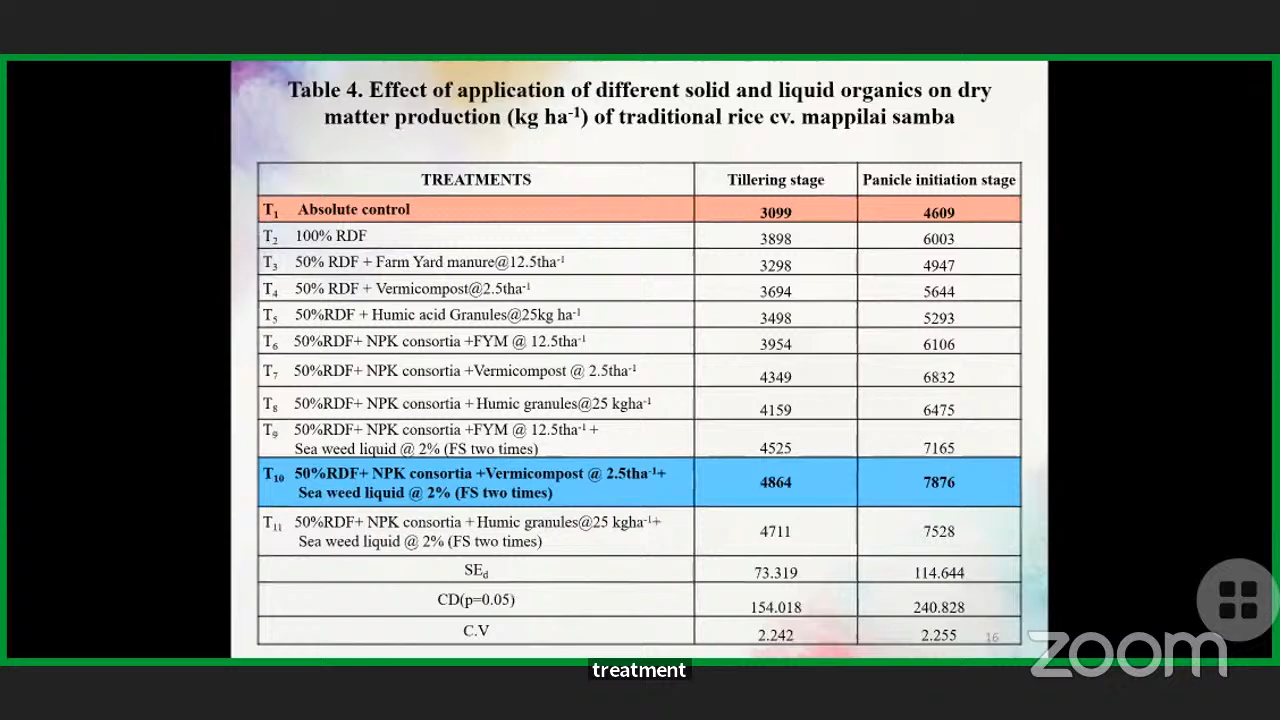 Table 4. Effect of application of different solid and liquid organics on dry
matter production (kg ha⁻¹) of traditional rice cv. mappilai samba
TREATMENTS Tillering stage Panicle initiation stage
T₁ Absolute control 3099 4609
T₂ 100% RDF 3898 6003
T₃ 50% RDF + Farm Yard manure@12.5tha⁻¹ 3298 4947
T₄ 50% RDF + Vermicompost@2.5tha⁻¹ 3694 5644
T₅ 50%RDF + Humic acid Granules@25kg ha⁻¹ 3498 5293
T₆ 50%RDF+ NPK consortia +FYM @ 12.5tha⁻¹ 3954 6106
T₇ 50%RDF+ NPK consortia +Vermicompost @ 2.5tha⁻¹ 4349 6832
T₈ 50%RDF+ NPK consortia + Humic granules@25 kgha⁻¹ 4159 6475
T₉ 50%RDF+ NPK consortia +FYM @ 12.5tha⁻¹ +
Sea weed liquid @ 2% (FS two times) 4525 7165
T₁₀ 50%RDF+ NPK consortia +Vermicompost @ 2.5tha⁻¹+
Sea weed liquid @ 2% (FS two times) 4864 7876
T₁₁ 50%RDF+ NPK consortia + Humic granules@25 kgha⁻¹+
Sea weed liquid @ 2% (FS two times) 4711 7528
SEd 73.319 114.644
CD(p=0.05) 154.018 240.828
C.V 2.242 2.255
16
zoom
treatment